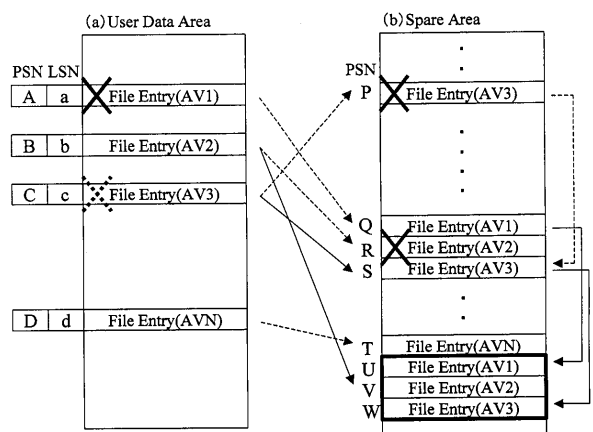 (a) User Data Area
PSN LSN
A a File Entry(AV1)
B b File Entry(AV2)
C c File Entry(AV3)
D d File Entry(AVN)
(b) Spare Area
PSN
P File Entry(AV3)
Q File Entry(AV1)
R File Entry(AV2)
S File Entry(AV3)
T File Entry(AVN)
U File Entry(AV1)
V File Entry(AV2)
W File Entry(AV3)